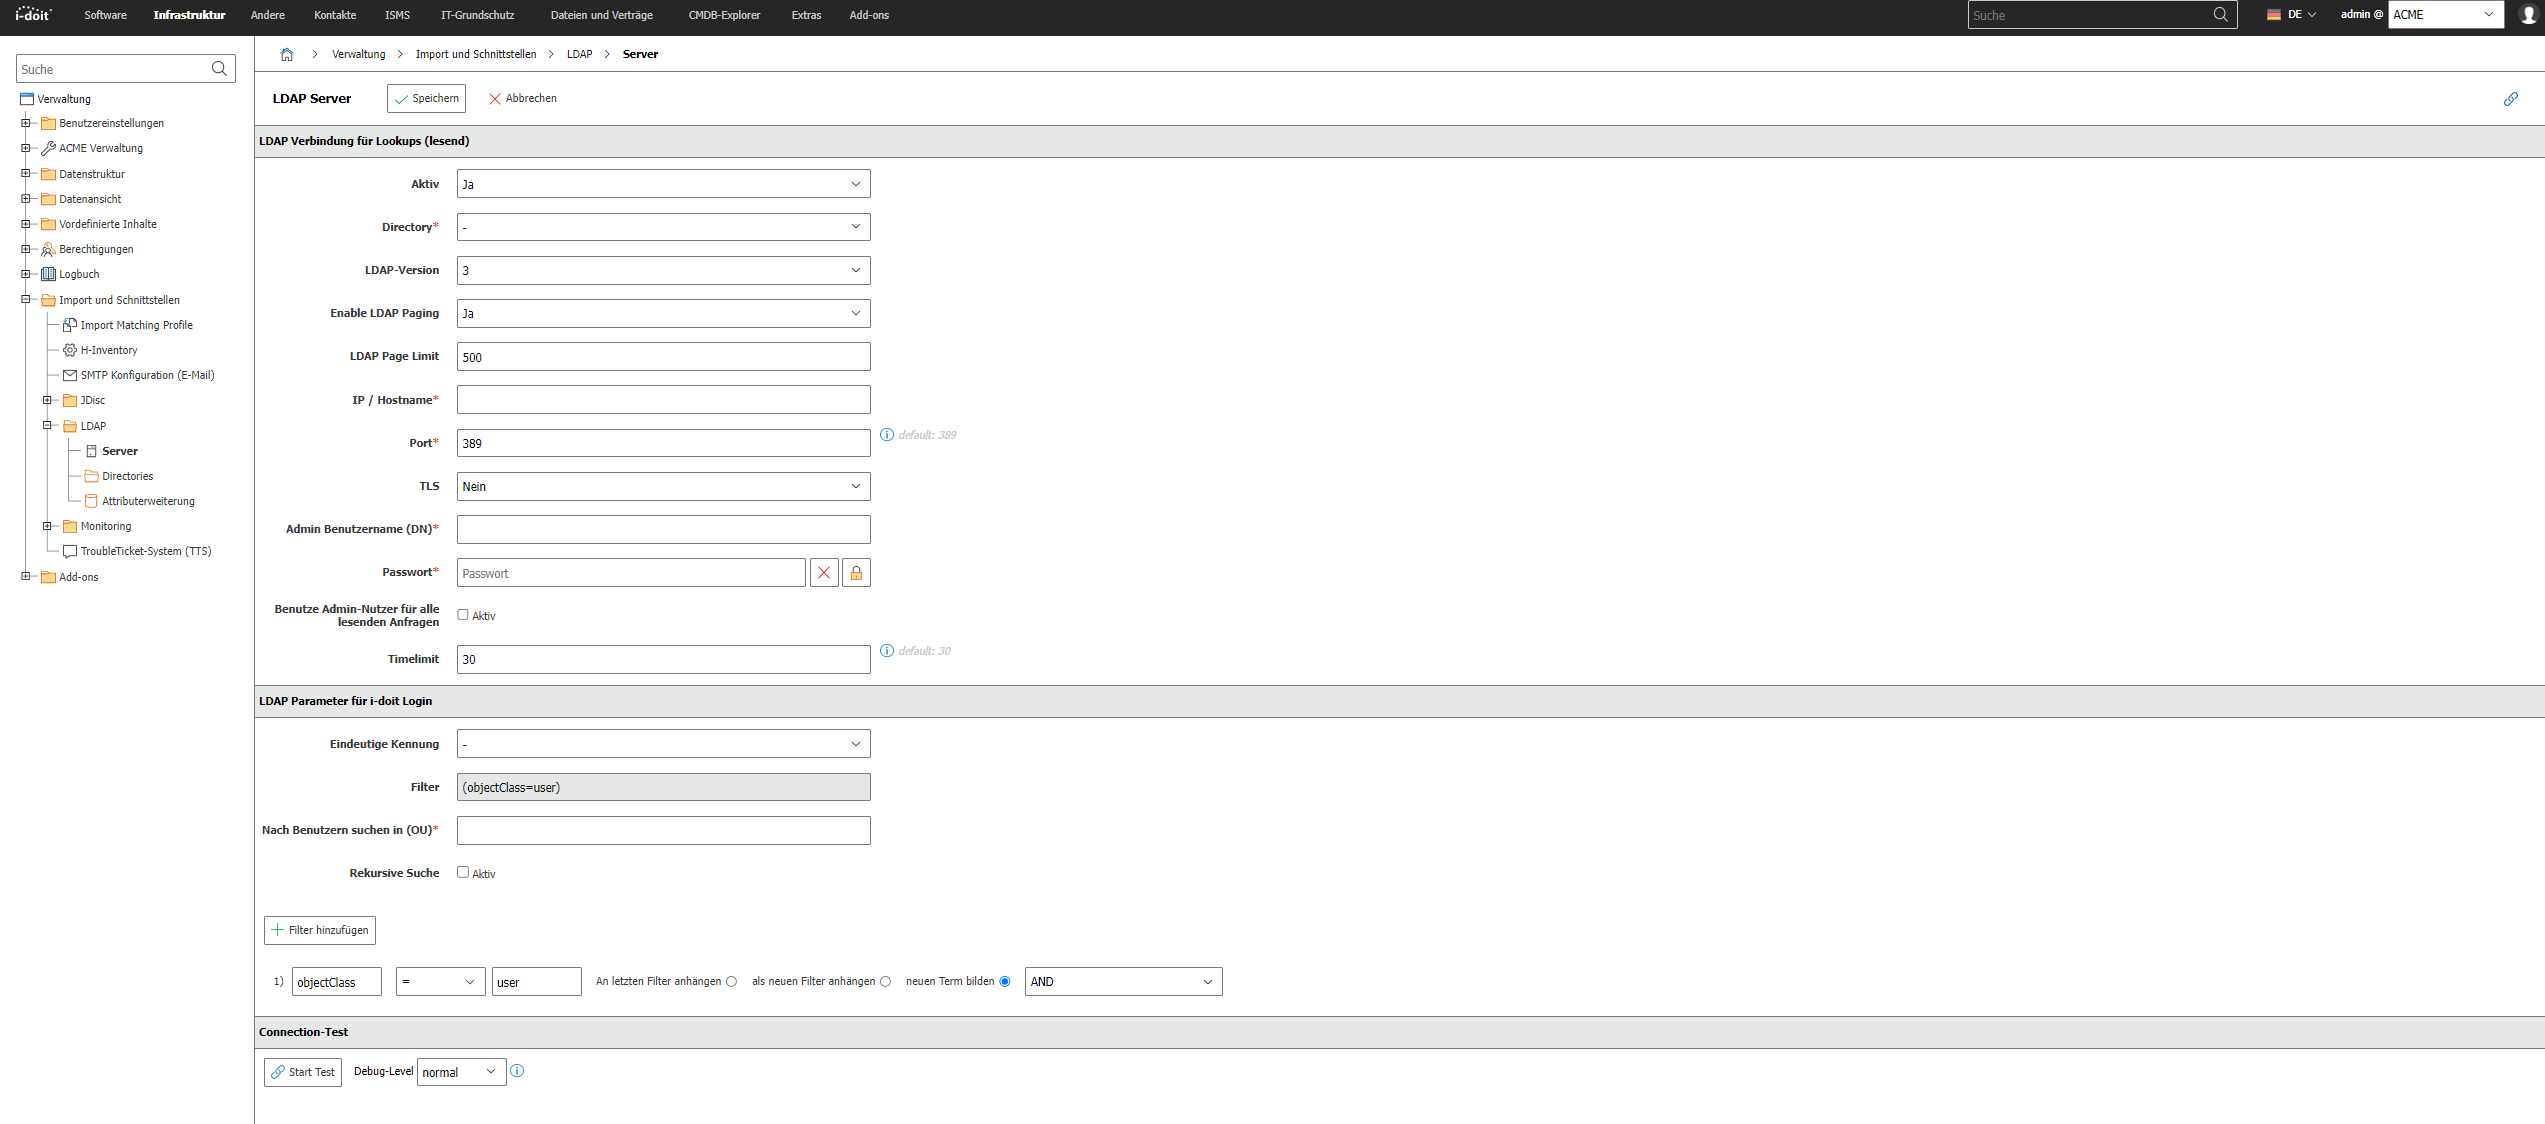 i-doit Software Infrastruktur Andere Kontakte ISMS IT-Grundschutz Dateien und Verträge CMDB-Explorer Extras Add-ons Suche DE admin @ ACME
Suche
Verwaltung
Benutzereinstellungen
ACME Verwaltung
Datenstruktur
Datenansicht
Vordefinierte Inhalte
Berechtigungen
Logbuch
Import und Schnittstellen
Import Matching Profile
H-Inventory
SMTP Konfiguration (E-Mail)
JDisc
LDAP
Server
Directories
Attributerweiterung
Monitoring
TroubleTicket-System (TTS)
Add-ons
Verwaltung > Import und Schnittstellen > LDAP > Server
LDAP Server Speichern Abbrechen
LDAP Verbindung für Lookups (lesend)
Aktiv Ja
Directory* -
LDAP-Version 3
Enable LDAP Paging Ja
LDAP Page Limit 500
IP / Hostname*
Port* 389 default: 389
TLS Nein
Admin Benutzername (DN)*
Passwort* Passwort
Benutze Admin-Nutzer für alle
lesenden Anfragen Aktiv
Timelimit 30 default: 30
LDAP Parameter für i-doit Login
Eindeutige Kennung -
Filter (objectClass=user)
Nach Benutzern suchen in (OU)*
Rekursive Suche Aktiv
Filter hinzufügen
1) objectClass = user An letzten Filter anhängen als neuen Filter anhängen neuen Term bilden AND
Connection-Test
Start Test Debug-Level normal